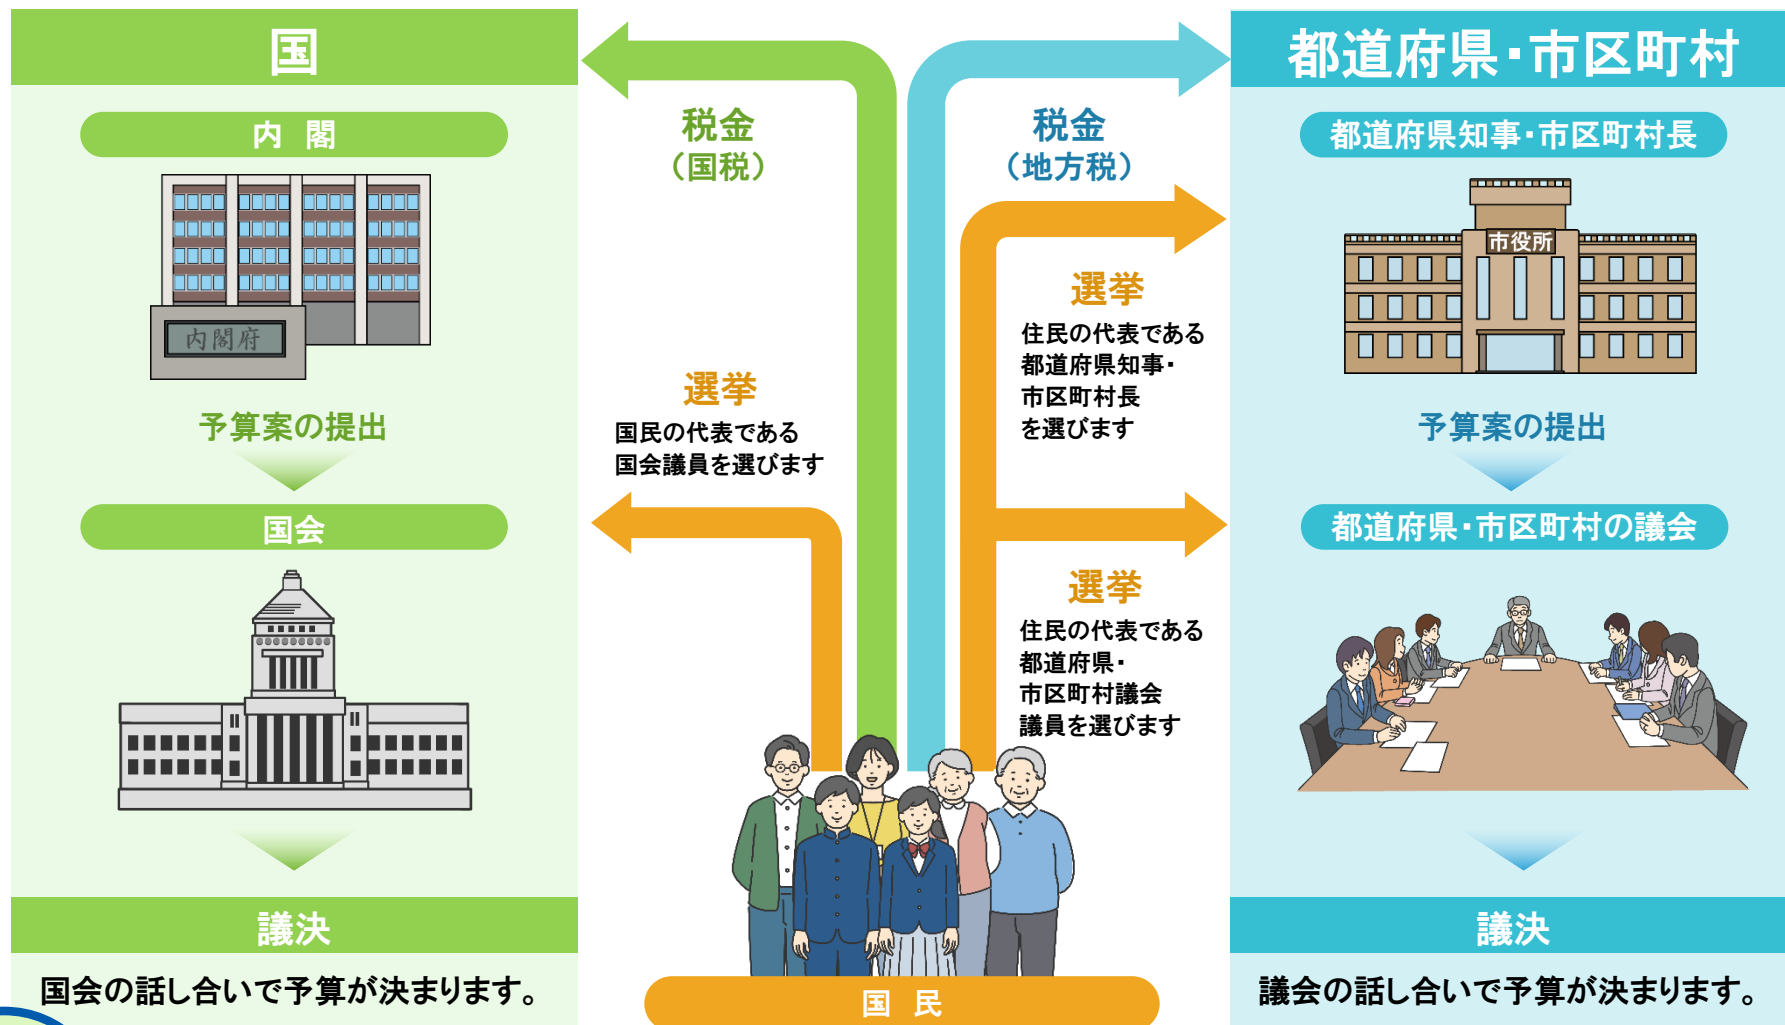 国
内 閣
内閣府
予算案の提出
国会
議決
国会の話し合いで予算が決まります。
税金
（国税）
選挙
国民の代表である
国会議員を選びます
税金
（地方税）
選挙
住民の代表である
都道府県知事・
市区町村長
を選びます
選挙
住民の代表である
都道府県・
市区町村議会
議員を選びます
国 民
都道府県・市区町村
都道府県知事・市区町村長
市役所
予算案の提出
都道府県・市区町村の議会
議決
議会の話し合いで予算が決まります。